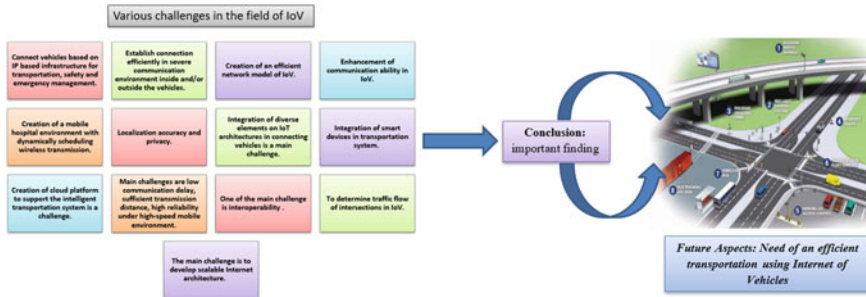 Various challenges in the field of IoV
Connect vehicles based on
IP based infrastructure for
transportation, safety and
emergency management.
Establish connection
efficiently in severe
communication
environment inside and/or
outside the vehicles.
Creation of an efficient
network model of IoV.
Enhancement of
communication ability in
IoV.
Creation of a mobile
hospital environment with
dynamically scheduling
wireless transmission.
Localization accuracy and
privacy.
Integration of diverse
elements on IoT
architectures in connecting
vehicles is a main
challenge.
Integration of smart
devices in transportation
system.
Creation of cloud platform
to support the intelligent
transportation system is a
challenge.
Main challenges are low
communication delay,
sufficient transmission
distance, high reliability
under high-speed mobile
environment.
One of the main
challenge is interoperability .
To determine traffic flow
of intersections in IoV.
The main challenge is to
develop scalable Internet
architecture.
Conclusion:
important finding
Future Aspects: Need of an efficient
transportation using Internet of
Vehicles